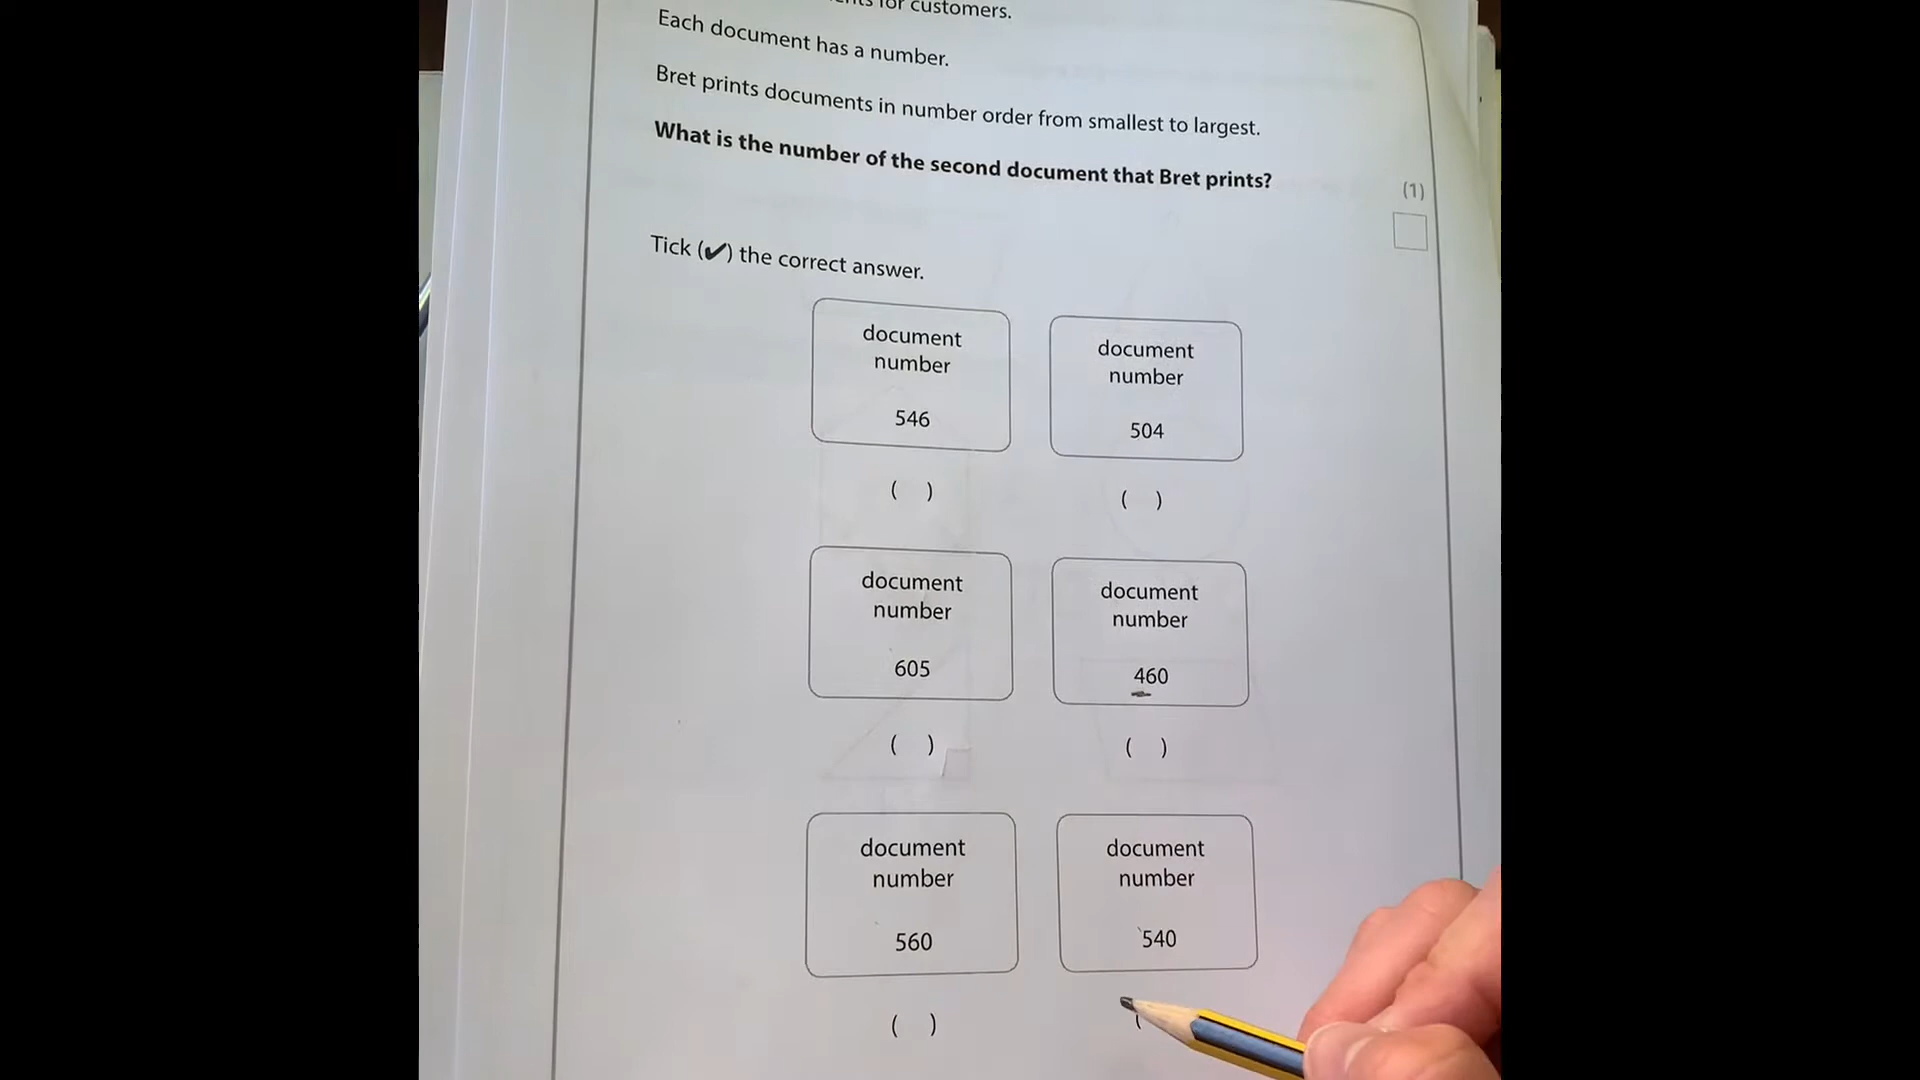 for customers.
Each document has a number.
Bret prints documents in number order from smallest to largest.
What is the number of the second document that Bret prints?
(1)
Tick (✔) the correct answer.
document
number
546
( )
document
number
504
( )
document
number
605
( )
document
number
460
( )
document
number
560
( )
document
number
540
(